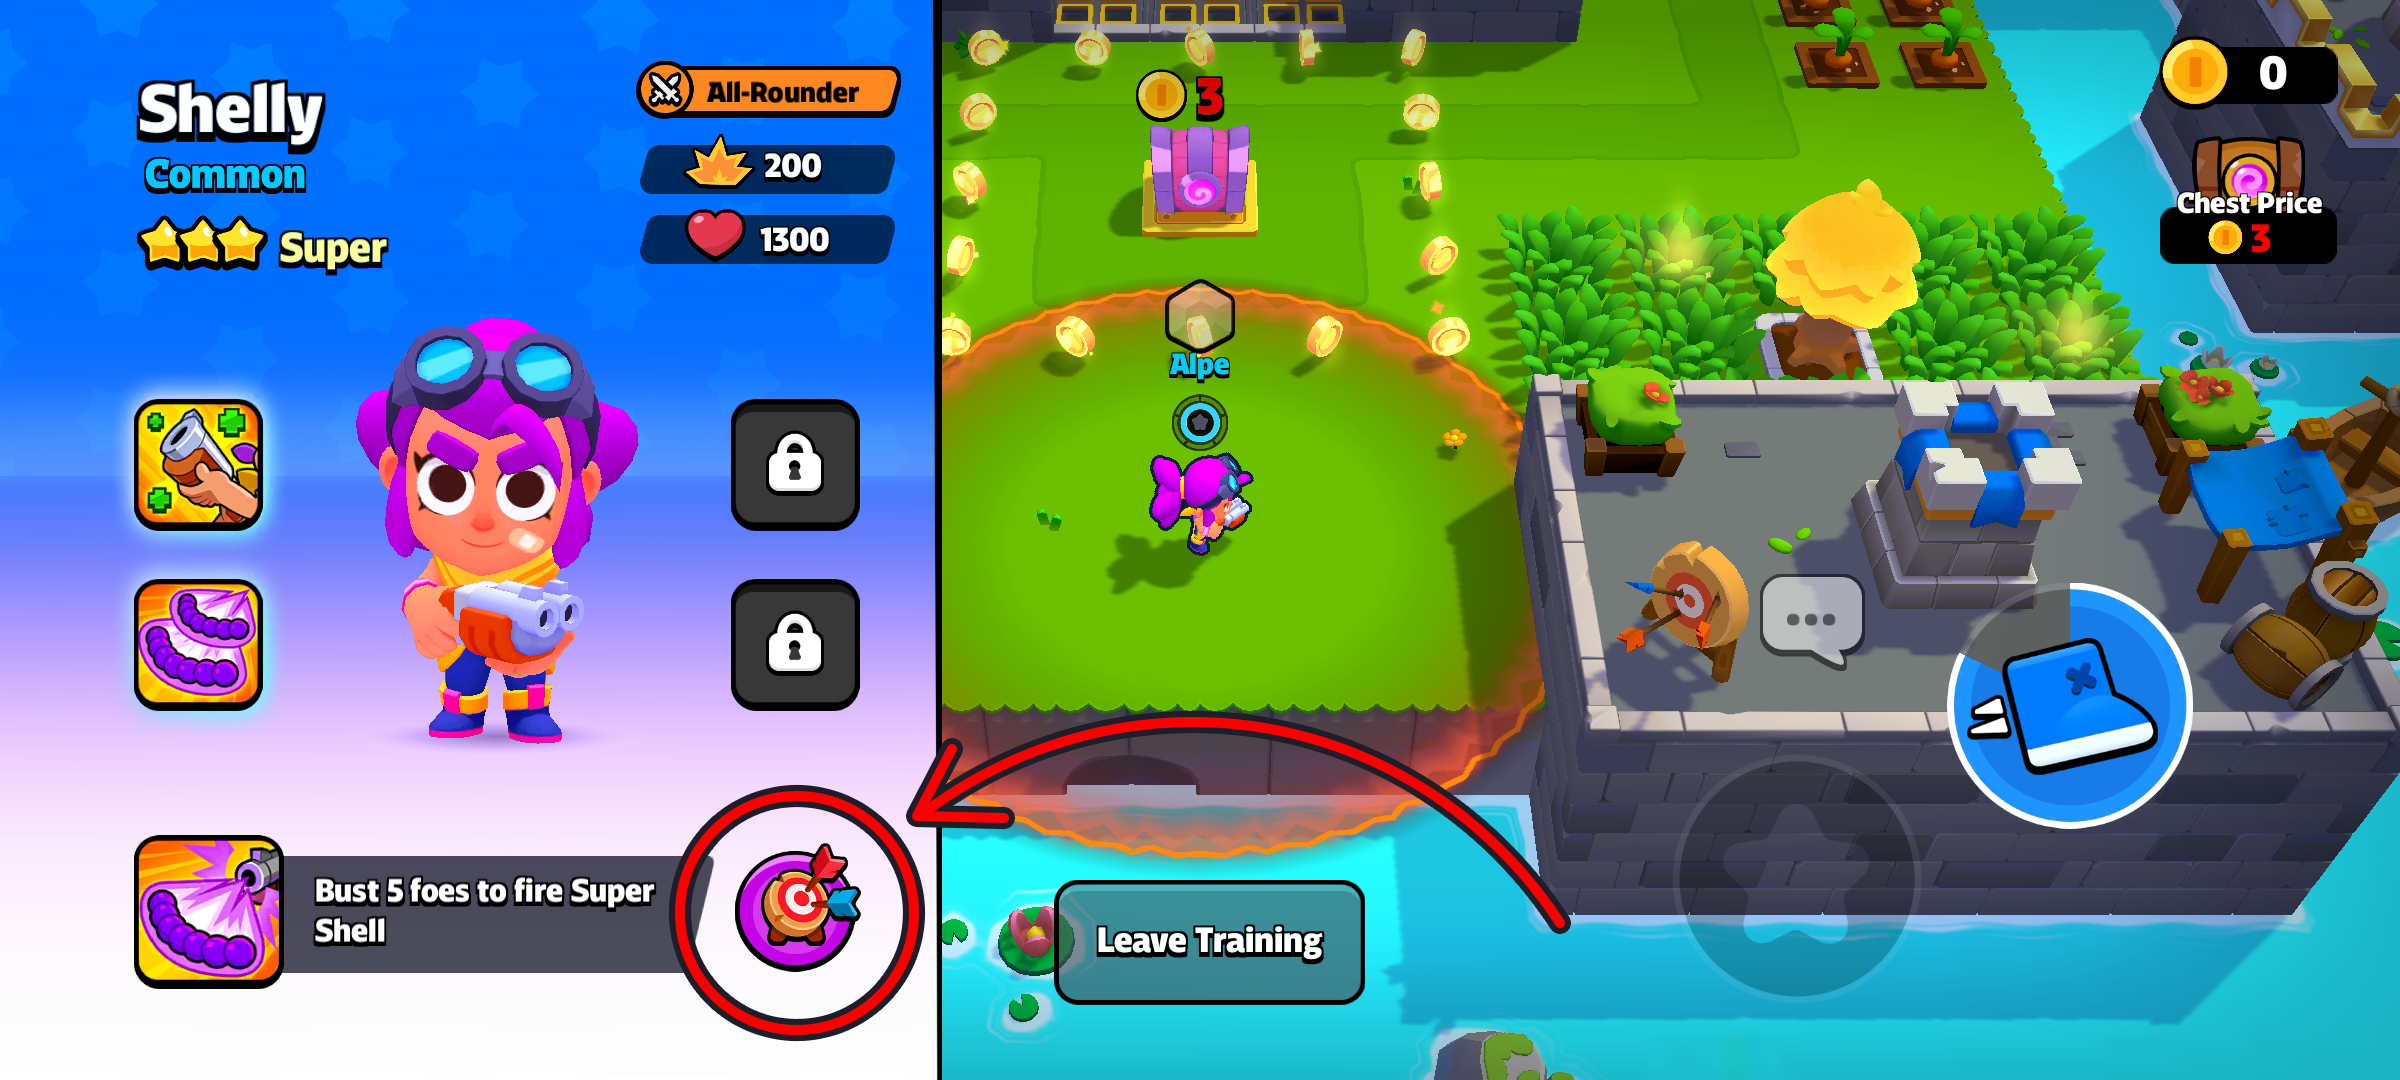 Shelly
Common
Super
All-Rounder
200
1300
Bust 5 foes to fire Super
Shell
3
Alpe
Leave Training
0
Chest Price
3